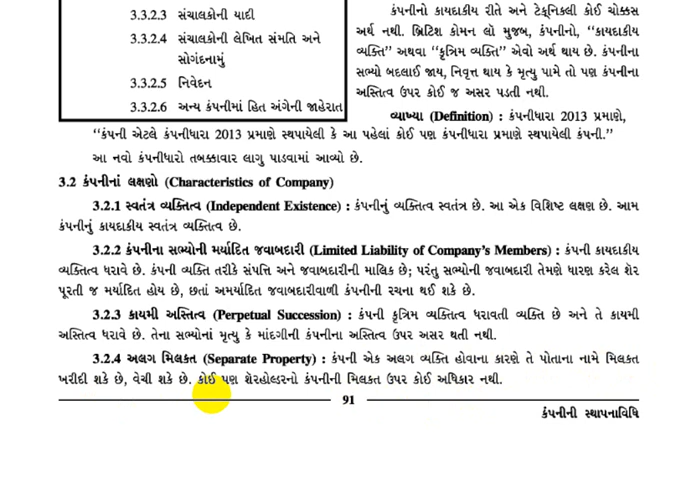 3.3.2.3 સંચાલકોની યાદી
3.3.2.4 સંચાલકોની લેખિત સંમતિ અને
સોગંદનામું
3.3.2.5 નિવેદન
3.3.2.6 અન્ય કંપનીમાં હિત અંગેની જાહેરાત
કંપનીનો કાયદાકીય રીતે અને ટેક્નિકલી કોઈ ચોક્કસ
અર્થ નથી. બ્રિટિશ કોમન લૉ મુજબ, કંપનીનો, “કાયદાકીય
વ્યક્તિ” અથવા “કૃત્રિમ વ્યક્તિ” એવો અર્થ થાય છે. કંપનીના
સભ્યો બદલાઈ જાય, નિવૃત્ત થાય કે મૃત્યુ પામે તો પણ કંપનીના
અસ્તિત્વ ઉપર કોઈ જ અસર પડતી નથી.
વ્યાખ્યા (Definition) : કંપનીધારા 2013 પ્રમાણે,
“કંપની એટલે કંપનીધારા 2013 પ્રમાણે સ્થપાયેલી કે આ પહેલાં કોઈ પણ કંપનીધારા પ્રમાણે સ્થપાયેલી કંપની.”
આ નવો કંપનીધારો તબક્કાવાર લાગુ પાડવામાં આવ્યો છે.
3.2 કંપનીનાં લક્ષણો (Characteristics of Company)
3.2.1 સ્વતંત્ર વ્યક્તિત્વ (Independent Existence) : કંપનીનું વ્યક્તિત્વ સ્વતંત્ર છે. આ એક વિશિષ્ટ લક્ષણ છે. આમ
કંપનીનું કાયદાકીય સ્વતંત્ર વ્યક્તિત્વ છે.
3.2.2 કંપનીના સભ્યોની મર્યાદિત જવાબદારી (Limited Liability of Company’s Members) : કંપની કાયદાકીય
વ્યક્તિત્વ ધરાવે છે. કંપની વ્યક્તિ તરીકે સંપત્તિ અને જવાબદારીની માલિક છે; પરંતુ સભ્યોની જવાબદારી તેમણે ધારણ કરેલ શૅર
પૂરતી જ મર્યાદિત હોય છે, છતાં અમર્યાદિત જવાબદારીવાળી કંપનીની રચના થઈ શકે છે.
3.2.3 કાયમી અસ્તિત્વ (Perpetual Succession) : કંપની કૃત્રિમ વ્યક્તિત્વ ધરાવતી વ્યક્તિ છે અને તે કાયમી
અસ્તિત્વ ધરાવે છે. તેના સભ્યોનાં મૃત્યુ કે માંદગીની કંપનીના અસ્તિત્વ ઉપર અસર થતી નથી.
3.2.4 અલગ મિલકત (Separate Property) : કંપની એક અલગ વ્યક્તિ હોવાના કારણે તે પોતાના નામે મિલકત
ખરીદી શકે છે, વેચી શકે છે. કોઈ પણ શૅરહોલ્ડરનો કંપનીની મિલકત ઉપર કોઈ અધિકાર નથી.
91
કંપનીની સ્થાપનાવિધિ